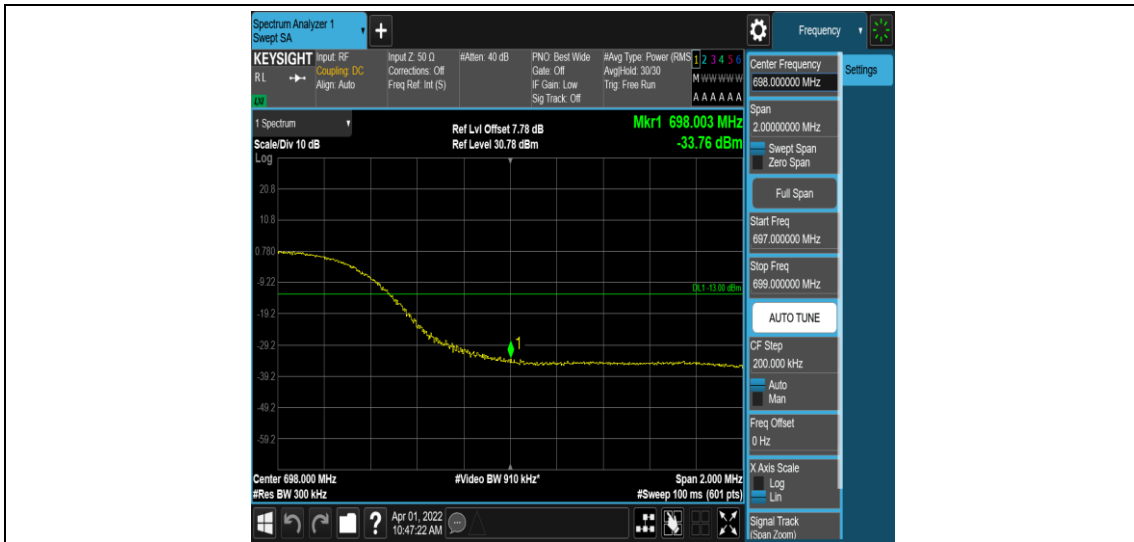 Spectrum Analyzer 1
Swept SA
+
Frequency
KEYSIGHT
RL
LXI
Input: RF
Coupling: DC
Align: Auto
Input Z: 50 Ω
Corrections: Off
Freq Ref: Int (S)
#Atten: 40 dB
PNO: Best Wide
Gate: Off
IF Gain: Low
Sig Track: Off
#Avg Type: Power (RMS
Avg|Hold: 30/30
Trig: Free Run
1 2 3 4 5 6
M W W W W W
A A A A A A
1 Spectrum
Scale/Div 10 dB
Log
Ref Lvl Offset 7.78 dB
Ref Level 30.78 dBm
Mkr1 698.003 MHz
-33.76 dBm
20.8
10.8
0.780
-9.22
-19.2
-29.2
-39.2
-49.2
-59.2
DL1 -13.00 dBm
1
Center 698.000 MHz
#Res BW 300 kHz
#Video BW 910 kHz*
Span 2.000 MHz
#Sweep 100 ms (601 pts)
Center Frequency
698.000000 MHz
Settings
Span
2.00000000 MHz
Swept Span
Zero Span
Full Span
Start Freq
697.000000 MHz
Stop Freq
699.000000 MHz
AUTO TUNE
CF Step
200.000 kHz
Auto
Man
Freq Offset
0 Hz
X Axis Scale
Log
Lin
Signal Track
(Span Zoom)
?
Apr 01, 2022
10:47:22 AM